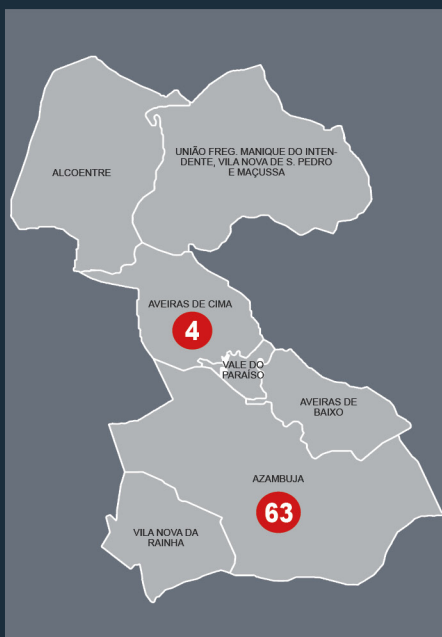 UNIÃO FREG. MANIQUE DO INTEN-
DENTE, VILA NOVA DE S. PEDRO
E MAÇUSSA
ALCOENTRE
AVEIRAS DE CIMA
4
VALE DO
PARAÍSO
AVEIRAS DE
BAIXO
AZAMBUJA
63
VILA NOVA DA
RAINHA